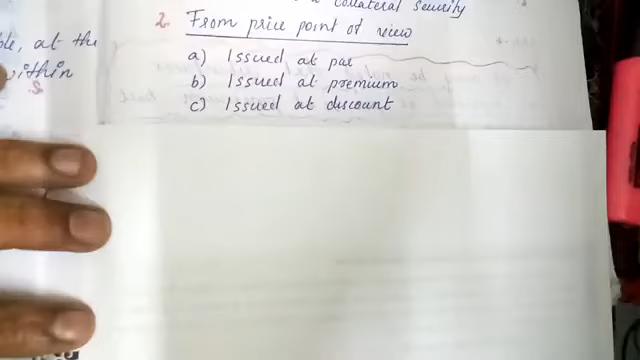 Collateral Security
2. From price point of view
a) Issued at par
b) Issued at premium
c) Issued at discount
at the
within